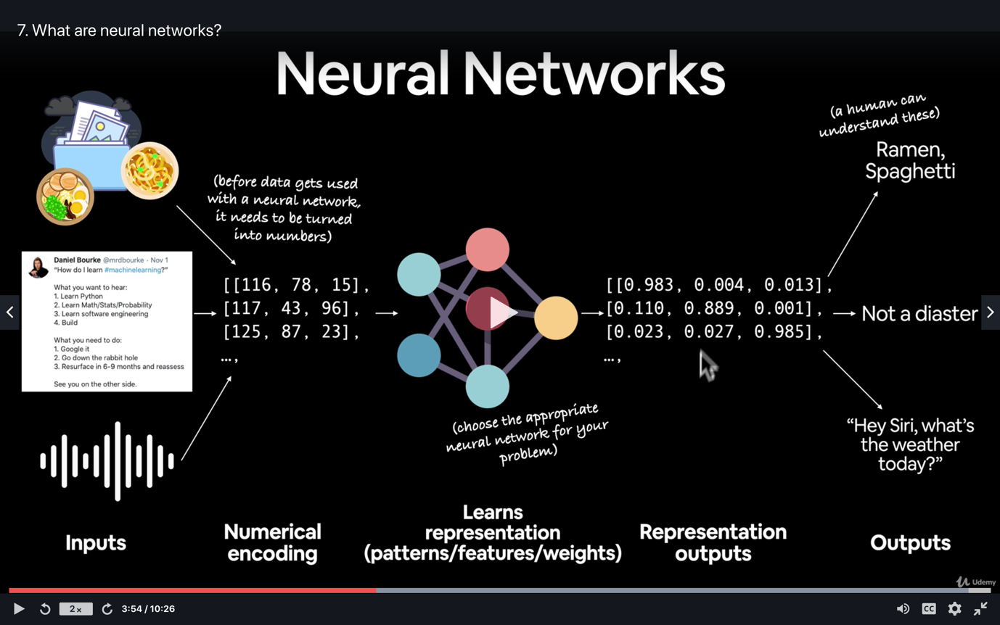 7. What are neural networks?
Neural Networks
(before data gets used
with a neural network,
it needs to be turned
into numbers)
(a human can
understand these)
Ramen,
Spaghetti
Daniel Bourke @mrdbourke · Nov 1
“How do I learn #machinelearning?”
What you want to hear:
1. Learn Python
2. Learn Math/Stats/Probability
3. Learn software engineering
4. Build
What you need to do:
1. Google it
2. Go down the rabbit hole
3. Resurface in 6-9 months and reassess
See you on the other side.
[[116, 78, 15],
[117, 43, 96],
[125, 87, 23],
…,
[[0.983, 0.004, 0.013],
[0.110, 0.889, 0.001],
[0.023, 0.027, 0.985],
…,
Not a diaster
(choose the appropriate
neural network for your
problem)
“Hey Siri, what’s
the weather
today?”
Inputs
Numerical
encoding
Learns
representation
(patterns/features/weights)
Representation
outputs
Outputs
Udemy
2x
3:54 / 10:26
CC